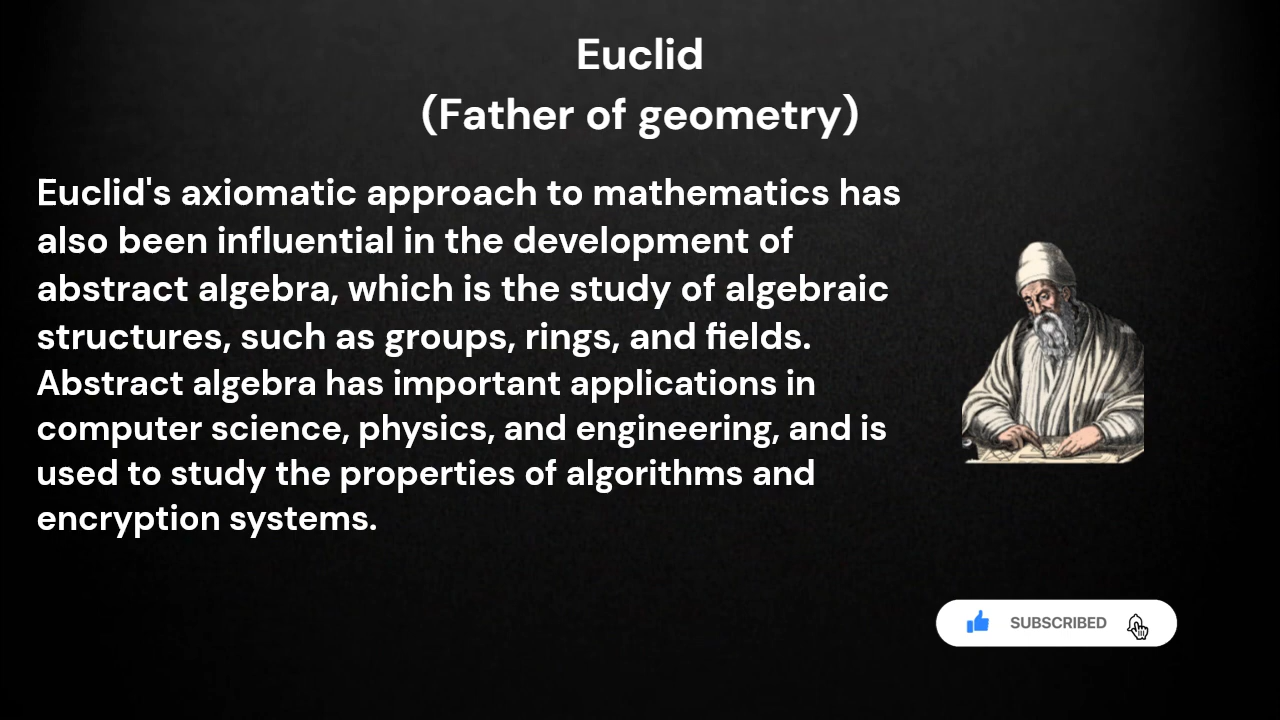 Euclid
(Father of geometry)
Euclid's axiomatic approach to mathematics has
also been influential in the development of
abstract algebra, which is the study of algebraic
structures, such as groups, rings, and fields.
Abstract algebra has important applications in
computer science, physics, and engineering, and is
used to study the properties of algorithms and
encryption systems.
SUBSCRIBED